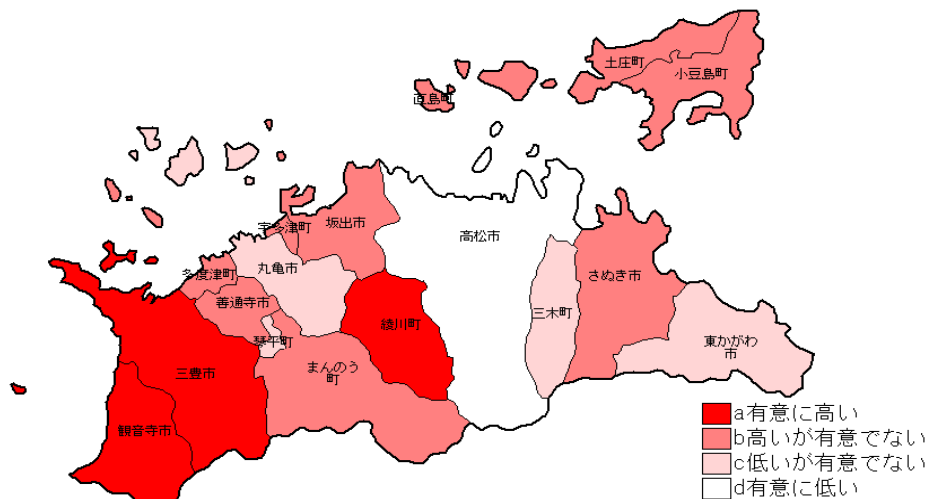 土庄町
小豆島町
直島町
宇多津町
坂出市
高松市
丸亀市
多度津町
さぬき市
善通寺市
三木町
綾川町
琴平町
東かがわ
市
まんのう
町
三豊市
観音寺市
a有意に高い
b高いが有意でない
c低いが有意でない
d有意に低い